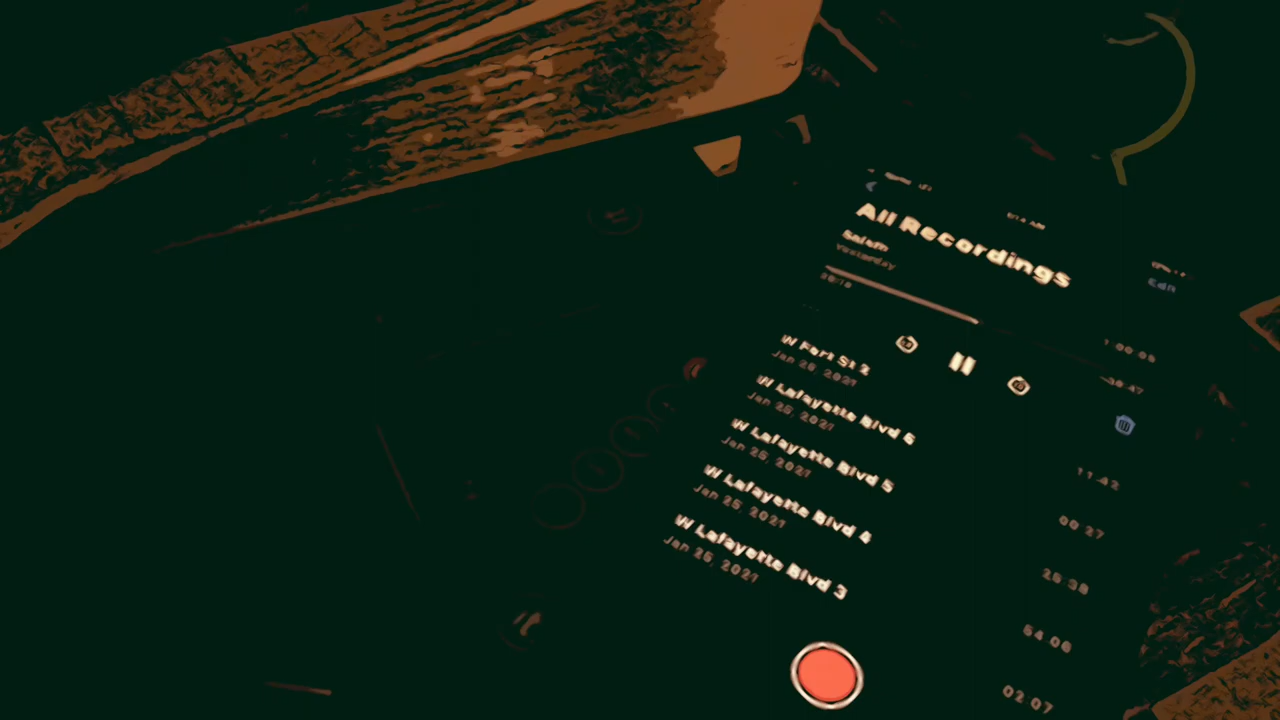 All Recordings
Edit
Salem
Yesterday
W Fort St 2
Jan 26, 2021
11:42
W Lafayette Blvd 6
Jan 25, 2021
00:27
W Lafayette Blvd 5
Jan 25, 2021
W Lafayette Blvd 4
Jan 25, 2021
54:06
W Lafayette Blvd 3
Jan 25, 2021
02:07